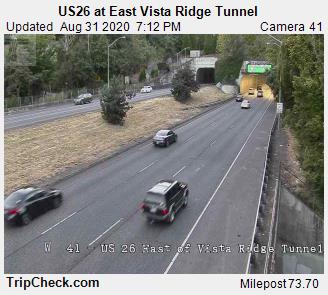 US26 at East Vista Ridge Tunnel
Updated Aug 31 2020 7:12 PM Camera 41
W 41 US 26 East of Vista Ridge Tunnel
TripCheck.com Milepost 73.70